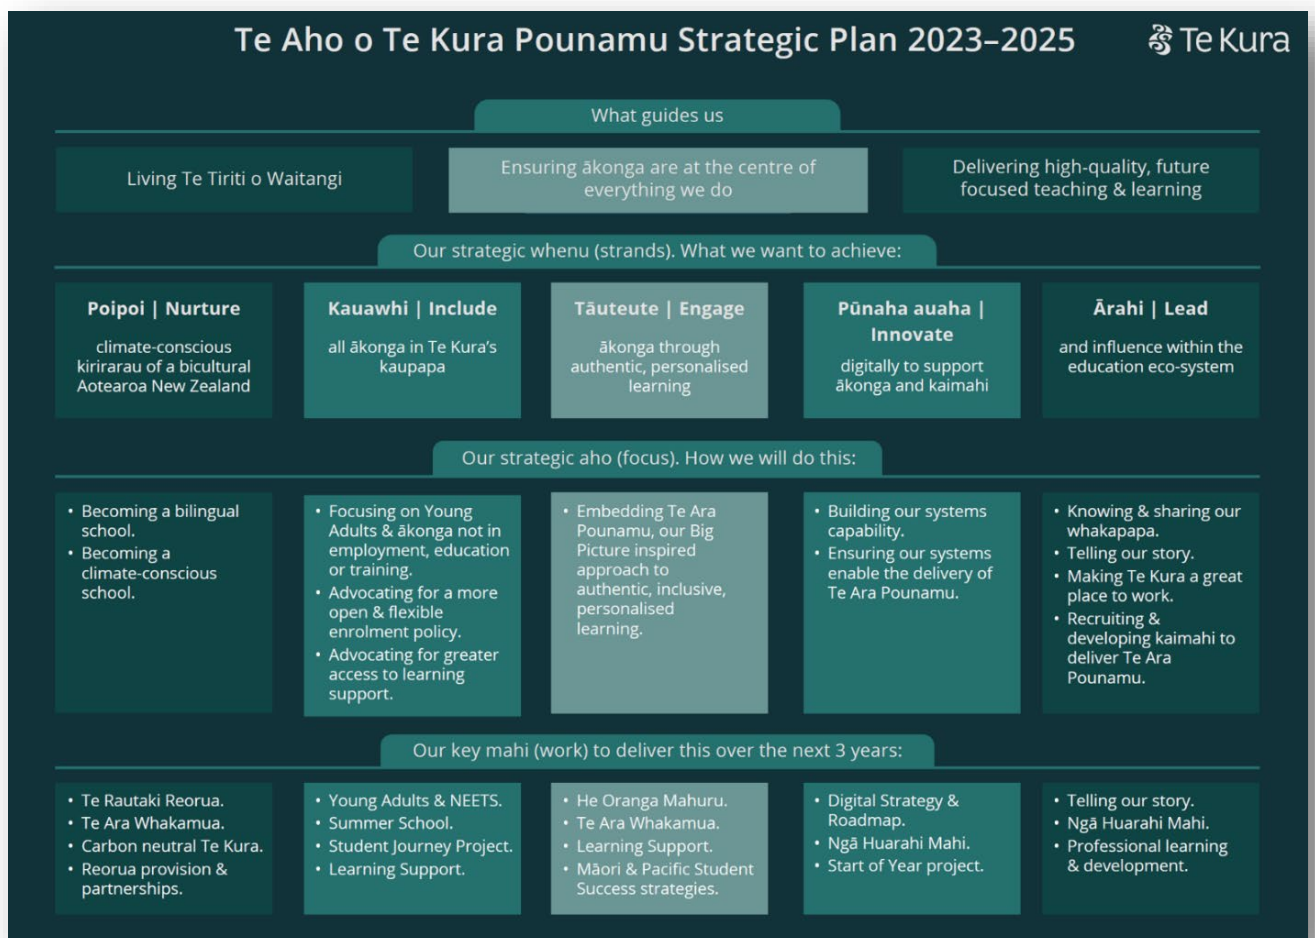 Te Aho o Te Kura Pounamu Strategic Plan 2023–2025
Te Kura
What guides us
Living Te Tiriti o Waitangi
Ensuring ākonga are at the centre of
everything we do
Delivering high-quality, future
focused teaching & learning
Our strategic whenu (strands). What we want to achieve:
Poipoi | Nurture
climate-conscious
kirirarau of a bicultural
Aotearoa New Zealand
Kauawhi | Include
all ākonga in Te Kura's
kaupapa
Tāuteute | Engage
ākonga through
authentic, personalised
learning
Pūnaha auaha |
Innovate
digitally to support
ākonga and kaimahi
Ārahi | Lead
and influence within the
education eco-system
Our strategic aho (focus). How we will do this:
• Becoming a bilingual
school.
• Becoming a
climate-conscious
school.
• Focusing on Young
Adults & ākonga not in
employment, education
or training.
• Advocating for a more
open & flexible
enrolment policy.
• Advocating for greater
access to learning
support.
• Embedding Te Ara
Pounamu, our Big
Picture inspired
approach to
authentic, inclusive,
personalised
learning.
• Building our systems
capability.
• Ensuring our systems
enable the delivery of
Te Ara Pounamu.
• Knowing & sharing our
whakapapa.
• Telling our story.
• Making Te Kura a great
place to work.
• Recruiting &
developing kaimahi to
deliver Te Ara
Pounamu.
Our key mahi (work) to deliver this over the next 3 years:
• Te Rautaki Reorua.
• Te Ara Whakamua.
• Carbon neutral Te Kura.
• Reorua provision &
partnerships.
• Young Adults & NEETS.
• Summer School.
• Student Journey Project.
• Learning Support.
• He Oranga Mahuru.
• Te Ara Whakamua.
• Learning Support.
• Māori & Pacific Student
Success strategies.
• Digital Strategy &
Roadmap.
• Ngā Huarahi Mahi.
• Start of Year project.
• Telling our story.
• Ngā Huarahi Mahi.
• Professional learning
& development.